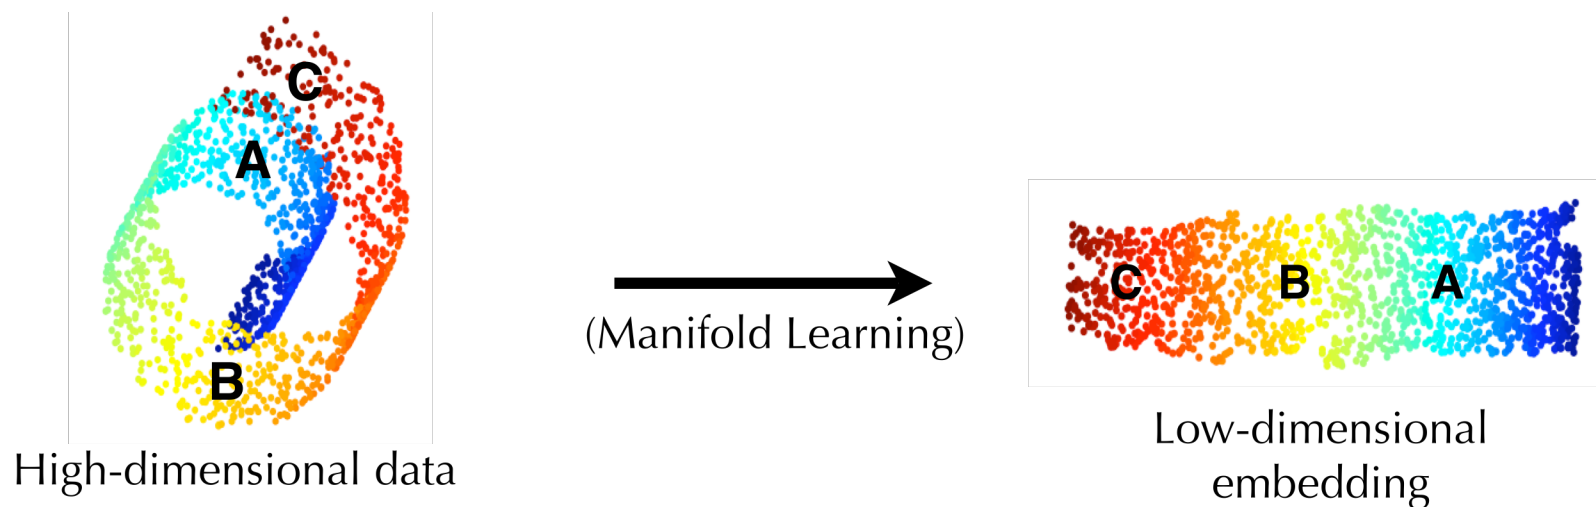 C
A
B
High-dimensional data
(Manifold Learning)
C B A
Low-dimensional
embedding